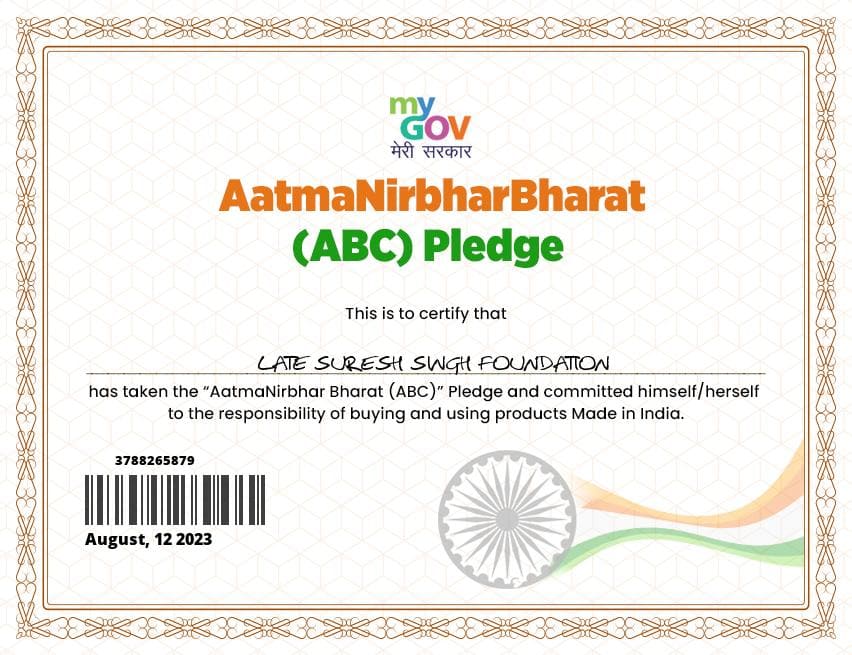 my
GOV
मेरी सरकार
AatmaNirbharBharat
(ABC) Pledge
This is to certify that
LATE SURESH SINGH FOUNDATION
has taken the “AatmaNirbhar Bharat (ABC)” Pledge and committed himself/herself
to the responsibility of buying and using products Made in India.
3788265879
August, 12 2023